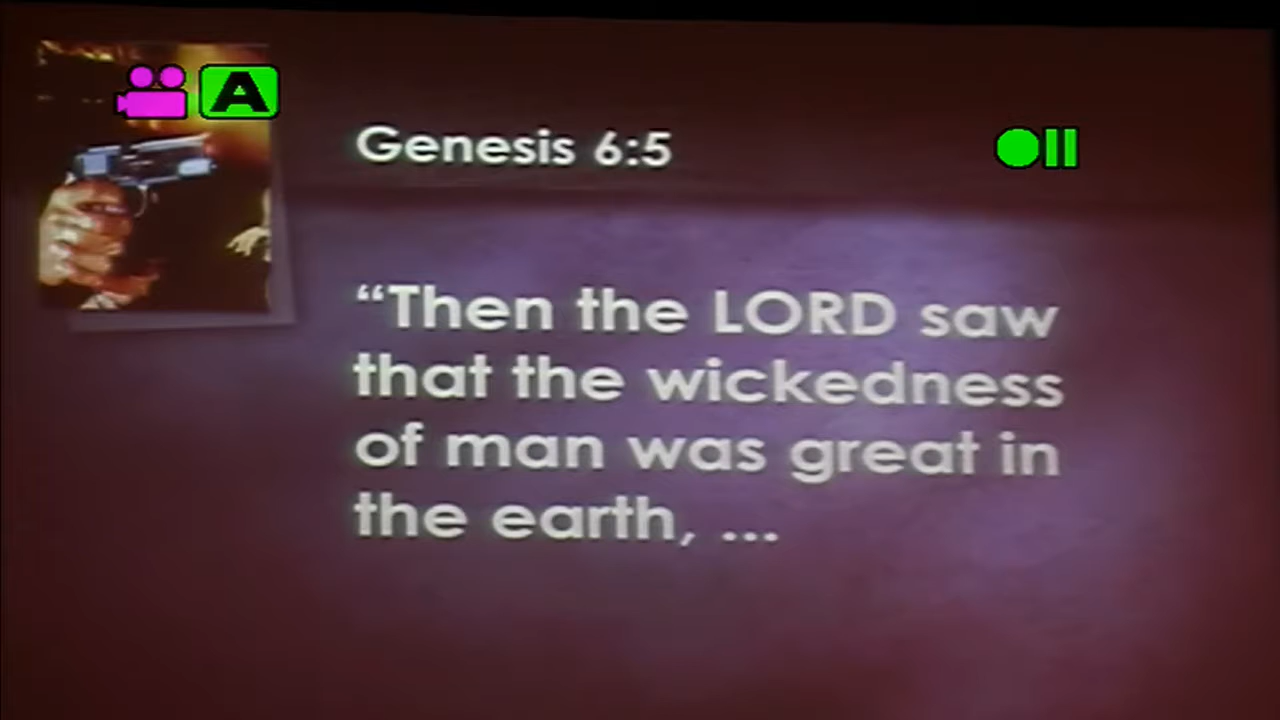 A
Genesis 6:5
“Then the LORD saw
that the wickedness
of man was great in
the earth, ...